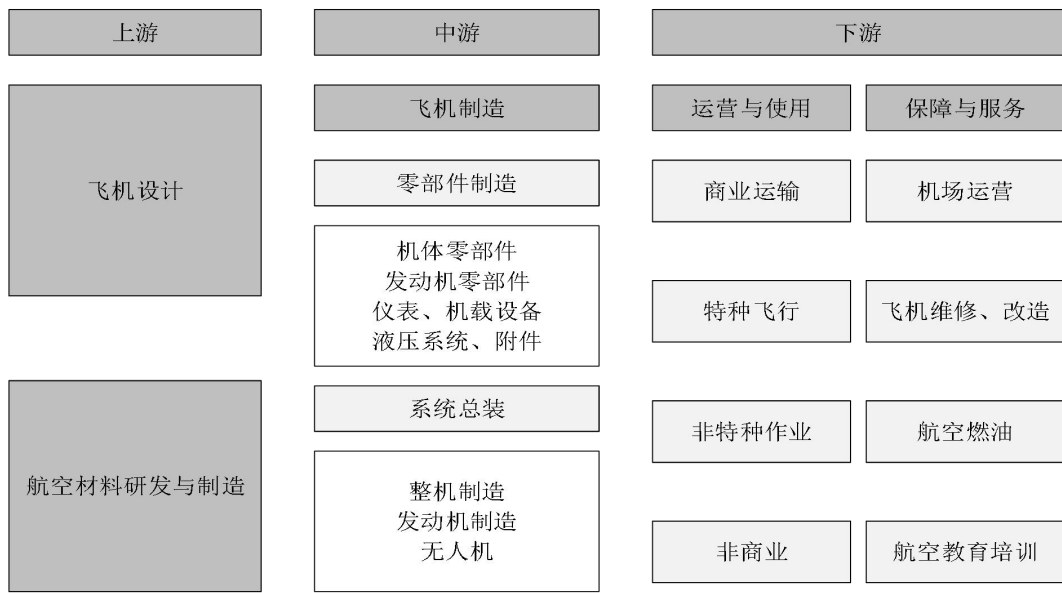 上游
中游
下游
飞机设计
航空材料研发与制造
飞机制造
零部件制造
机体零部件
发动机零部件
仪表、机载设备
液压系统、附件
系统总装
整机制造
发动机制造
无人机
运营与使用
保障与服务
商业运输
机场运营
特种飞行
飞机维修、改造
非特种作业
航空燃油
非商业
航空教育培训